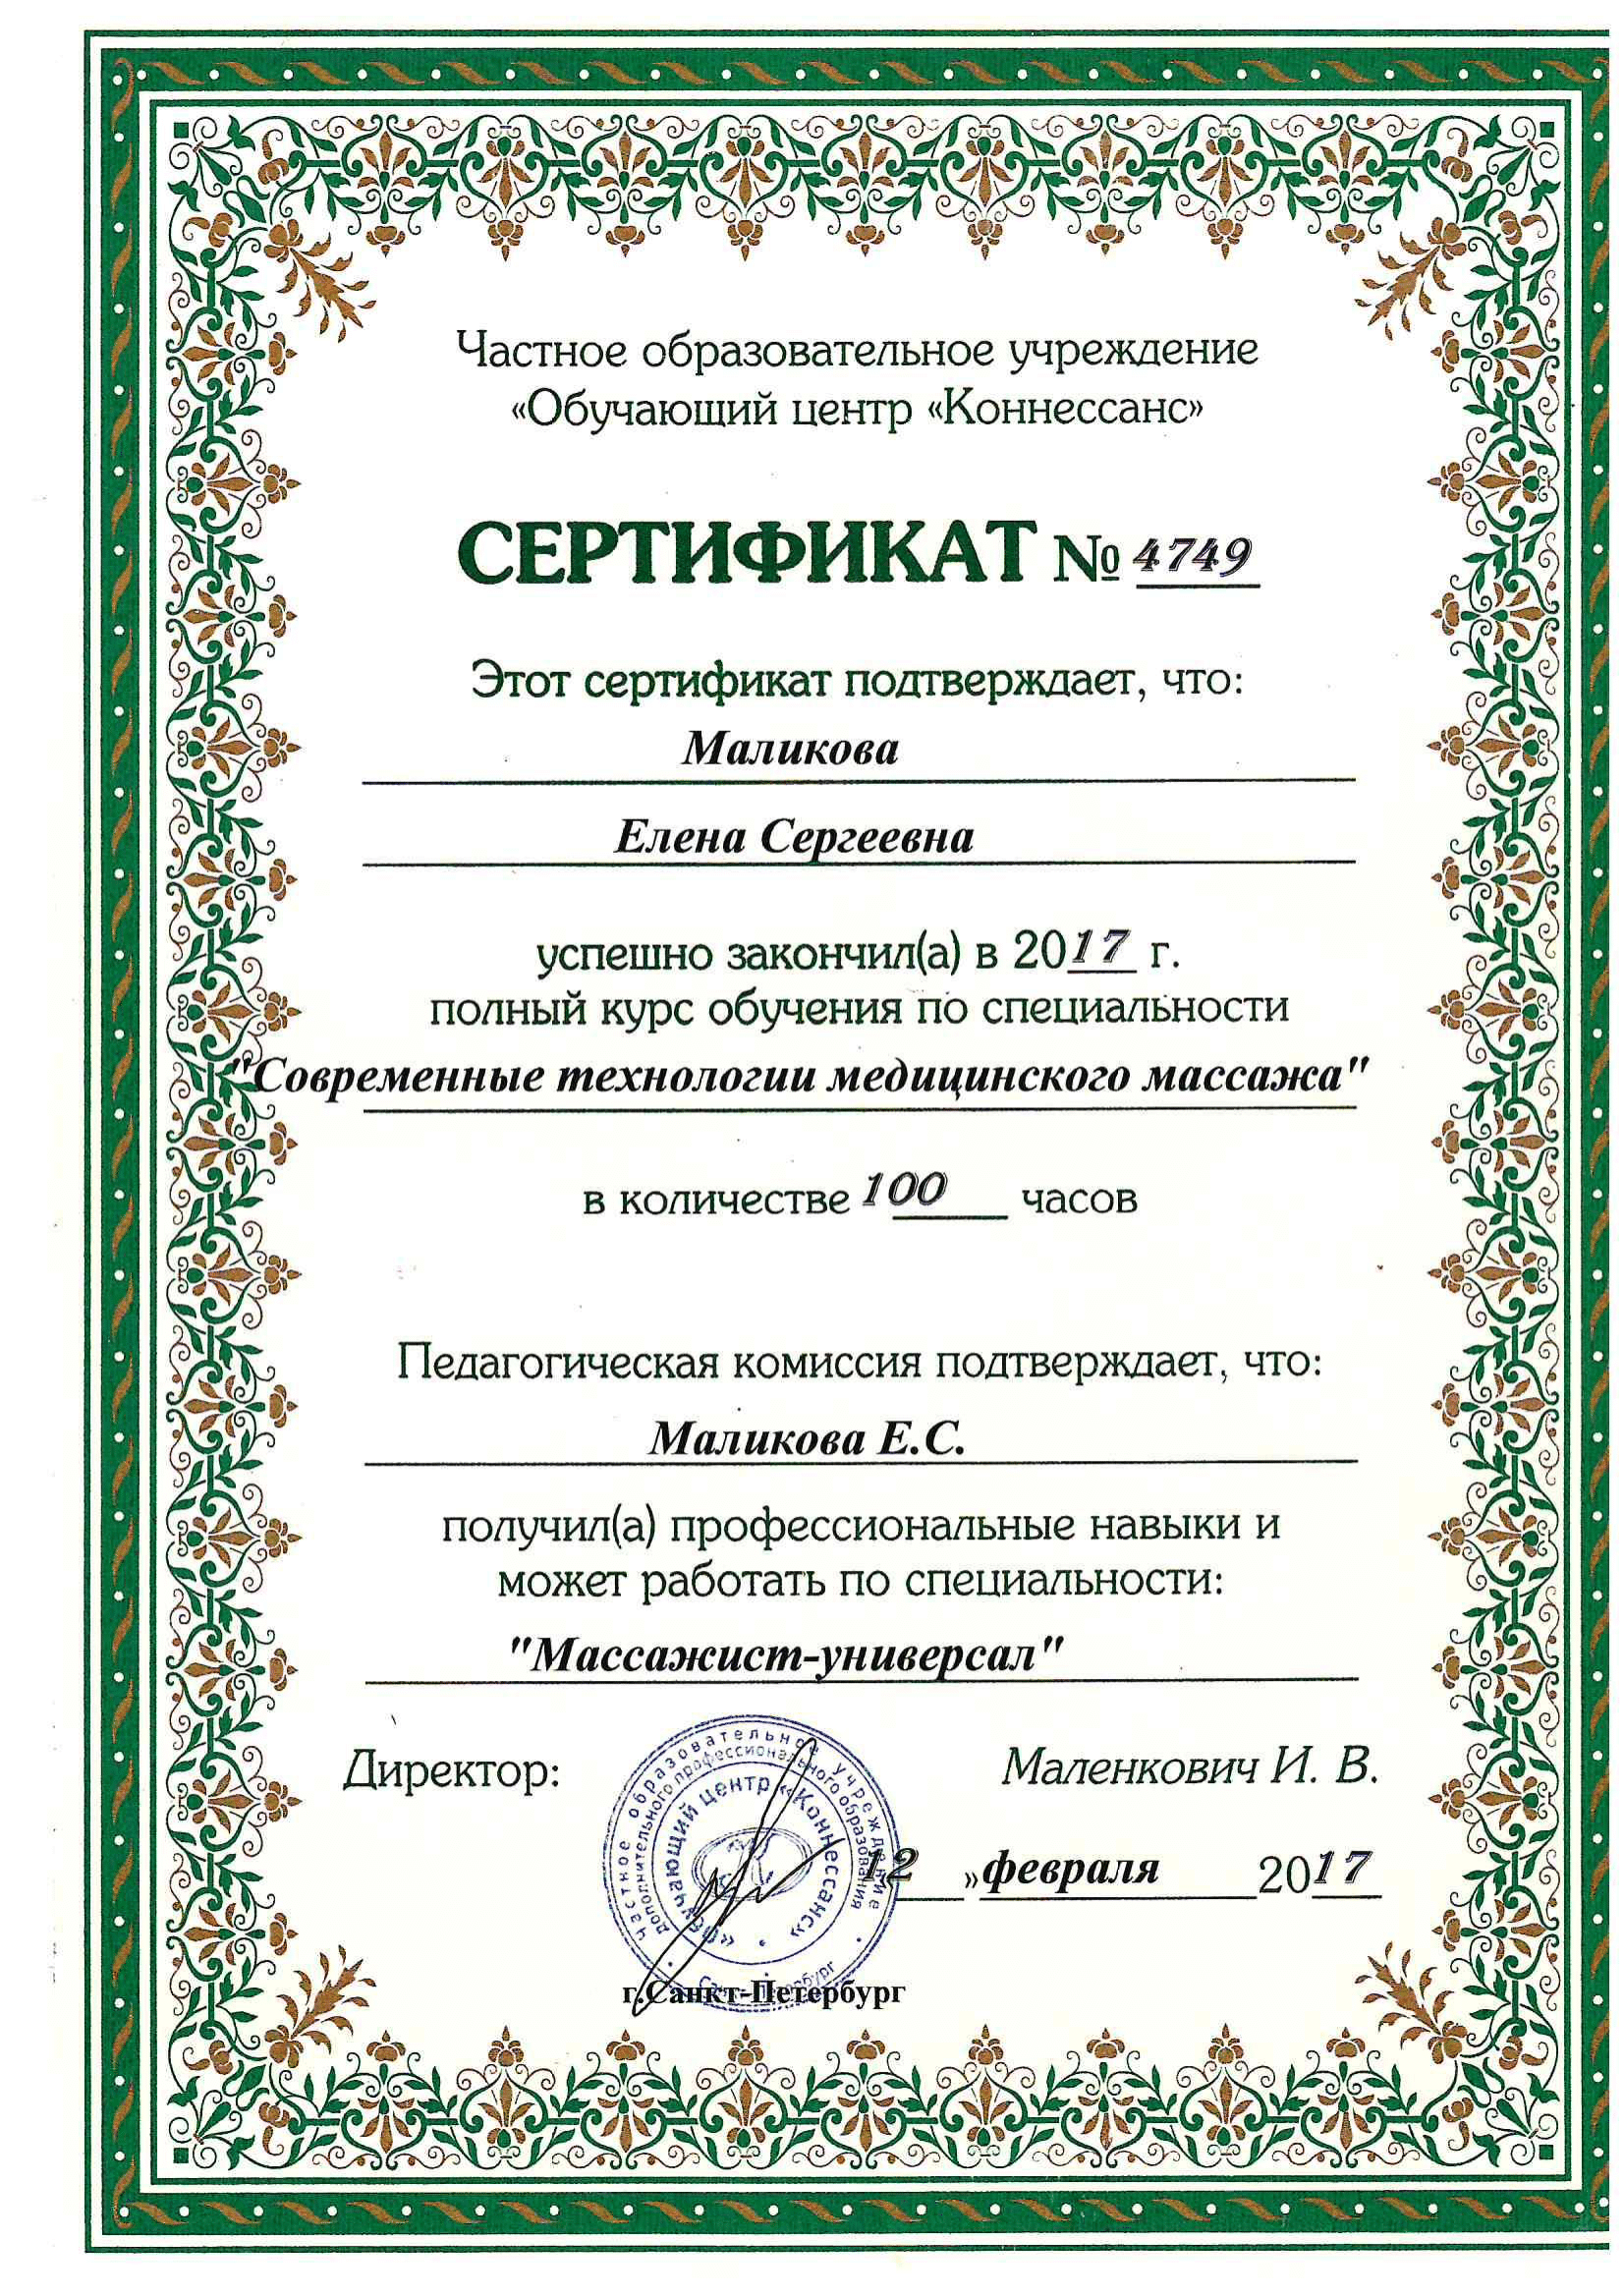 Частное образовательное учреждение
«Обучающий центр «Коннессанс»
СЕРТИФИКАТ № 4749
Этот сертификат подтверждает, что:
Маликова
Елена Сергеевна
успешно закончил(а) в 2017 г.
полный курс обучения по специальности
"Современные технологии медицинского массажа"
в количестве 100 часов
Педагогическая комиссия подтверждает, что:
Маликова Е.С.
получил(а) профессиональные навыки и
может работать по специальности:
"Массажист-универсал"
Директор:
Маленкович И. В.
Частное образовательное учреждение
дополнительного профессионального образования
«Обучающий центр «Коннессанс»
Санкт-Петербург
«12» февраля 2017
г.Санкт-Петербург